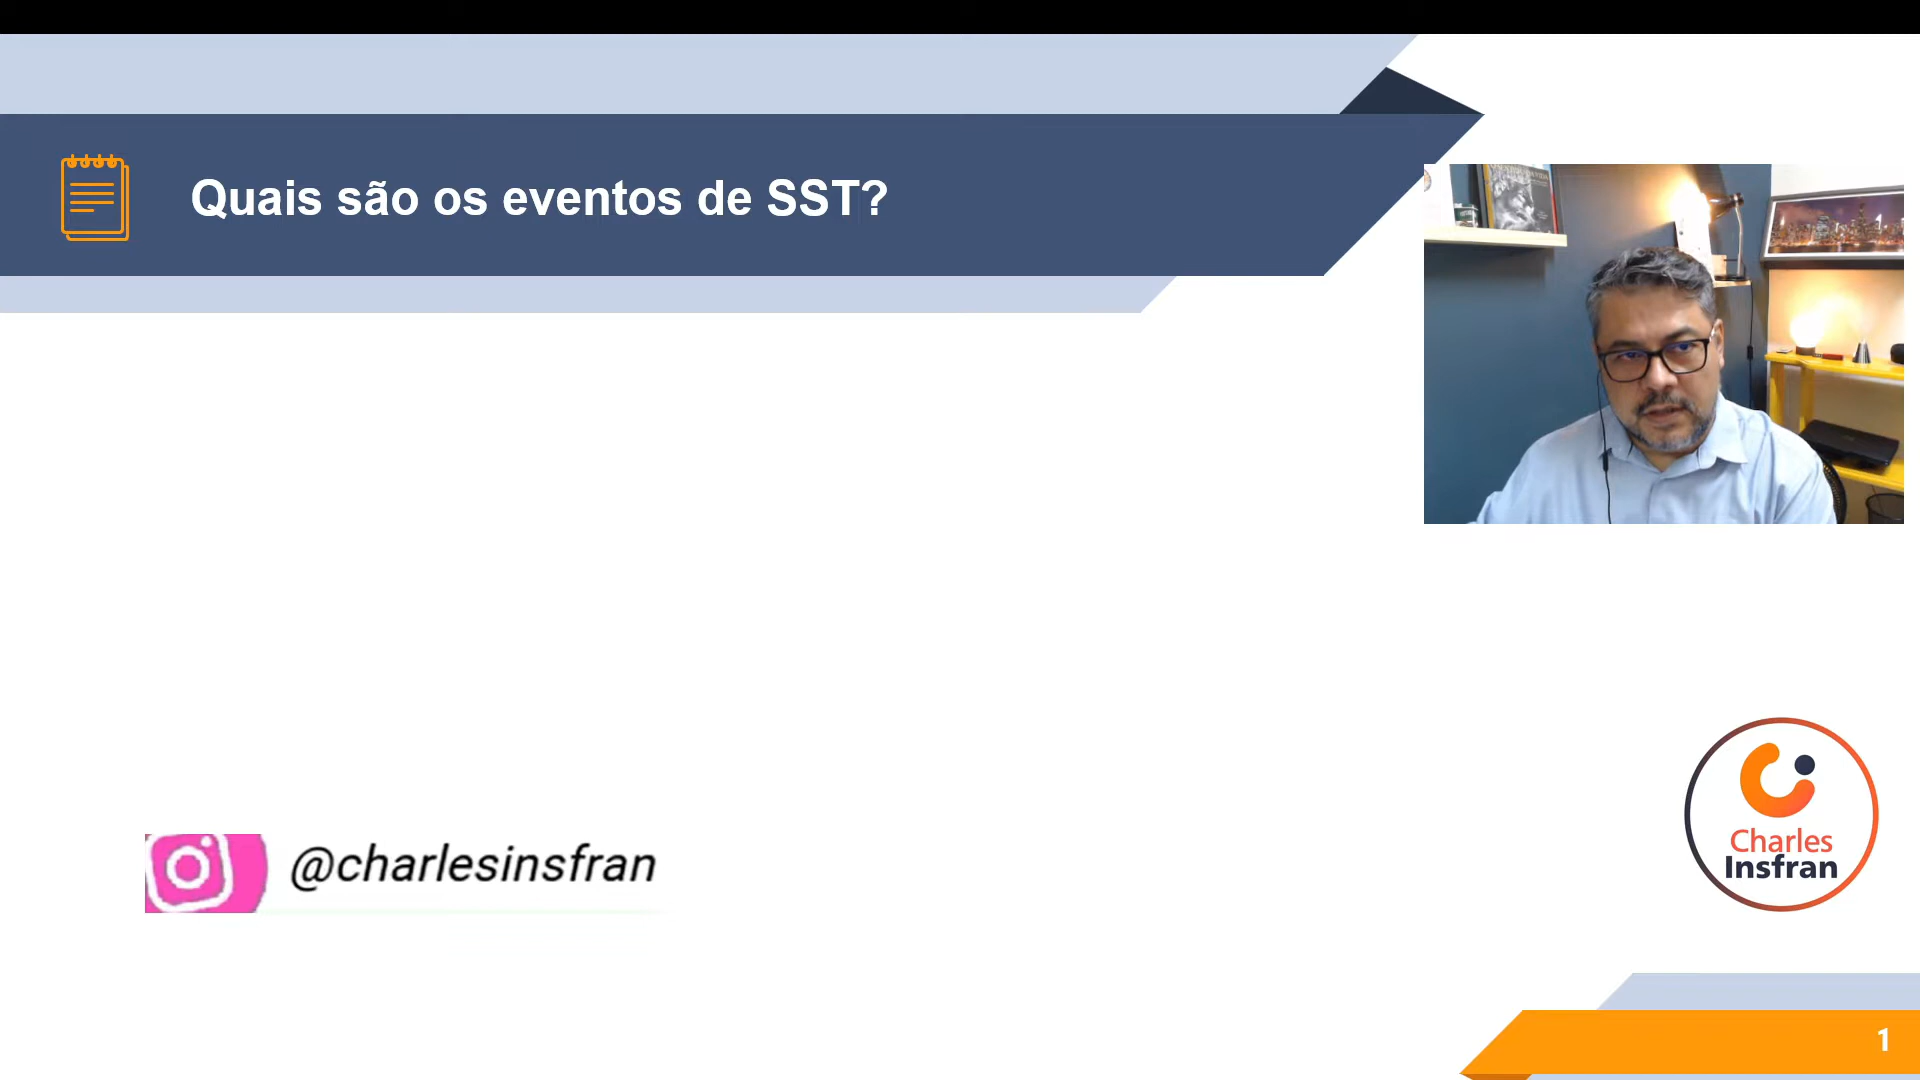 Quais são os eventos de SST?
@charlesinsfran
Charles
Insfran
1